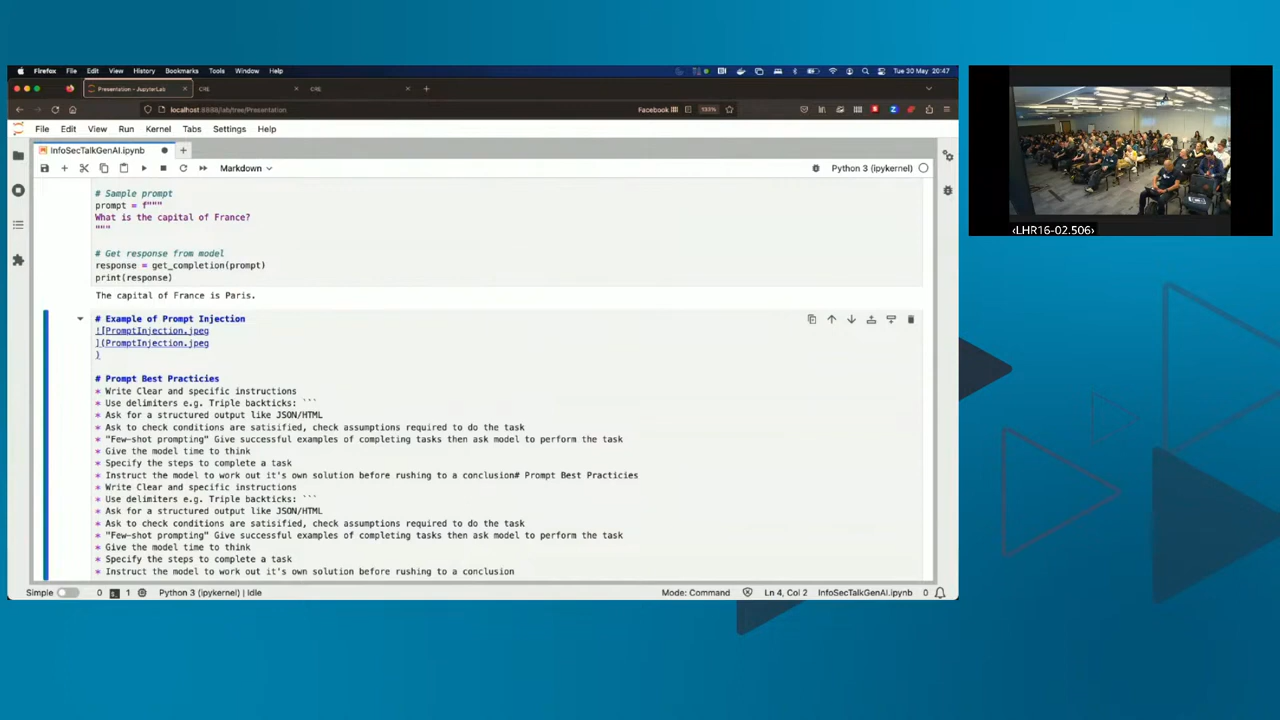 Firefox File Edit View History Bookmarks Tools Window Help Tue 30 May 20:47
Presentation - JupyterLab CRE CRE
localhost:8888/lab/tree/Presentation Facebook 133%
File Edit View Run Kernel Tabs Settings Help
InfoSecTalkGenAI.ipynb
Markdown Python 3 (ipykernel)
# Sample prompt
prompt = f"""
What is the capital of France?
"""
# Get response from model
response = get_completion(prompt)
print(response)
The capital of France is Paris.
# Example of Prompt Injection
![PromptInjection.jpeg
](PromptInjection.jpeg
)
# Prompt Best Practicies
* Write Clear and specific instructions
* Use delimiters e.g. Triple backticks: ```
* Ask for a structured output like JSON/HTML
* Ask to check conditions are satisified, check assumptions required to do the task
* "Few-shot prompting" Give successful examples of completing tasks then ask model to perform the task
* Give the model time to think
* Specify the steps to complete a task
* Instruct the model to work out it's own solution before rushing to a conclusion# Prompt Best Practicies
* Write Clear and specific instructions
* Use delimiters e.g. Triple backticks: ```
* Ask for a structured output like JSON/HTML
* Ask to check conditions are satisified, check assumptions required to do the task
* "Few-shot prompting" Give successful examples of completing tasks then ask model to perform the task
* Give the model time to think
* Specify the steps to complete a task
* Instruct the model to work out it's own solution before rushing to a conclusion
Simple 0 1 Python 3 (ipykernel) | Idle Mode: Command Ln 4, Col 2 InfoSecTalkGenAI.ipynb 0
‹LHR16-02.506›